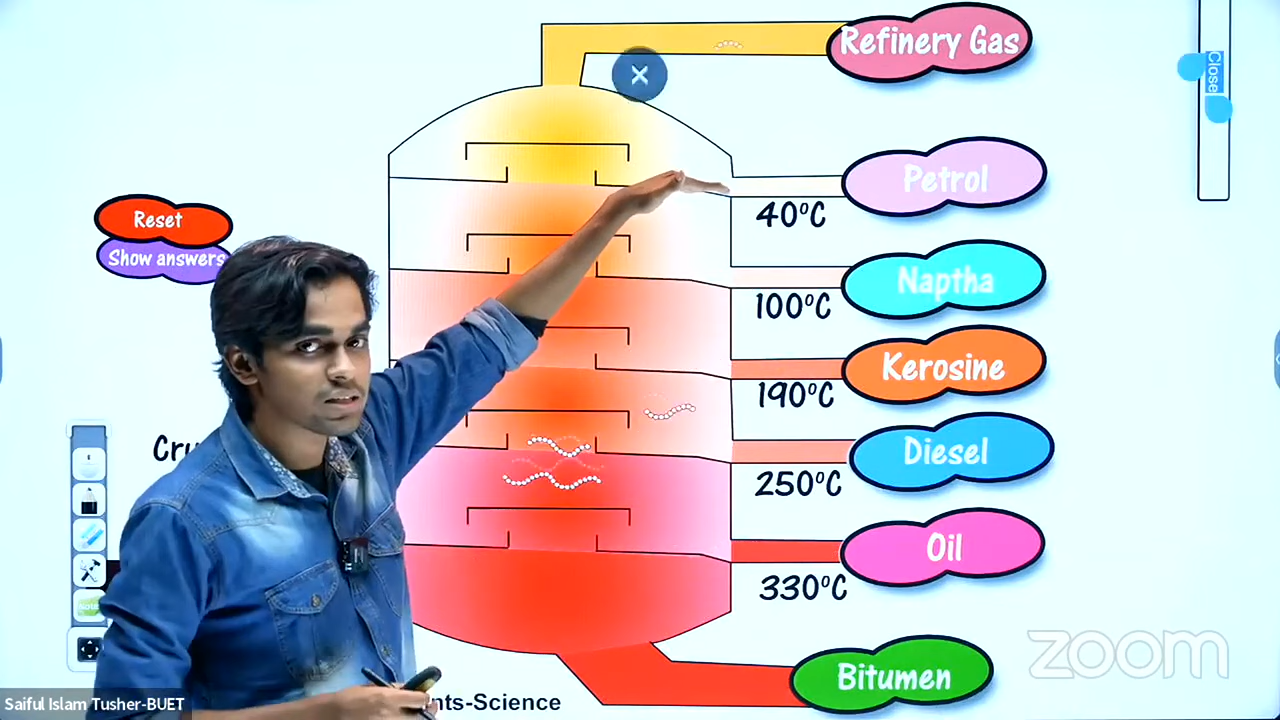 Refinery Gas
Close
Petrol
40°C
Reset
Show answers
Naptha
100°C
Kerosine
190°C
Diesel
250°C
Oil
330°C
zoom
Bitumen
Saiful Islam Tusher-BUET
nts-Science